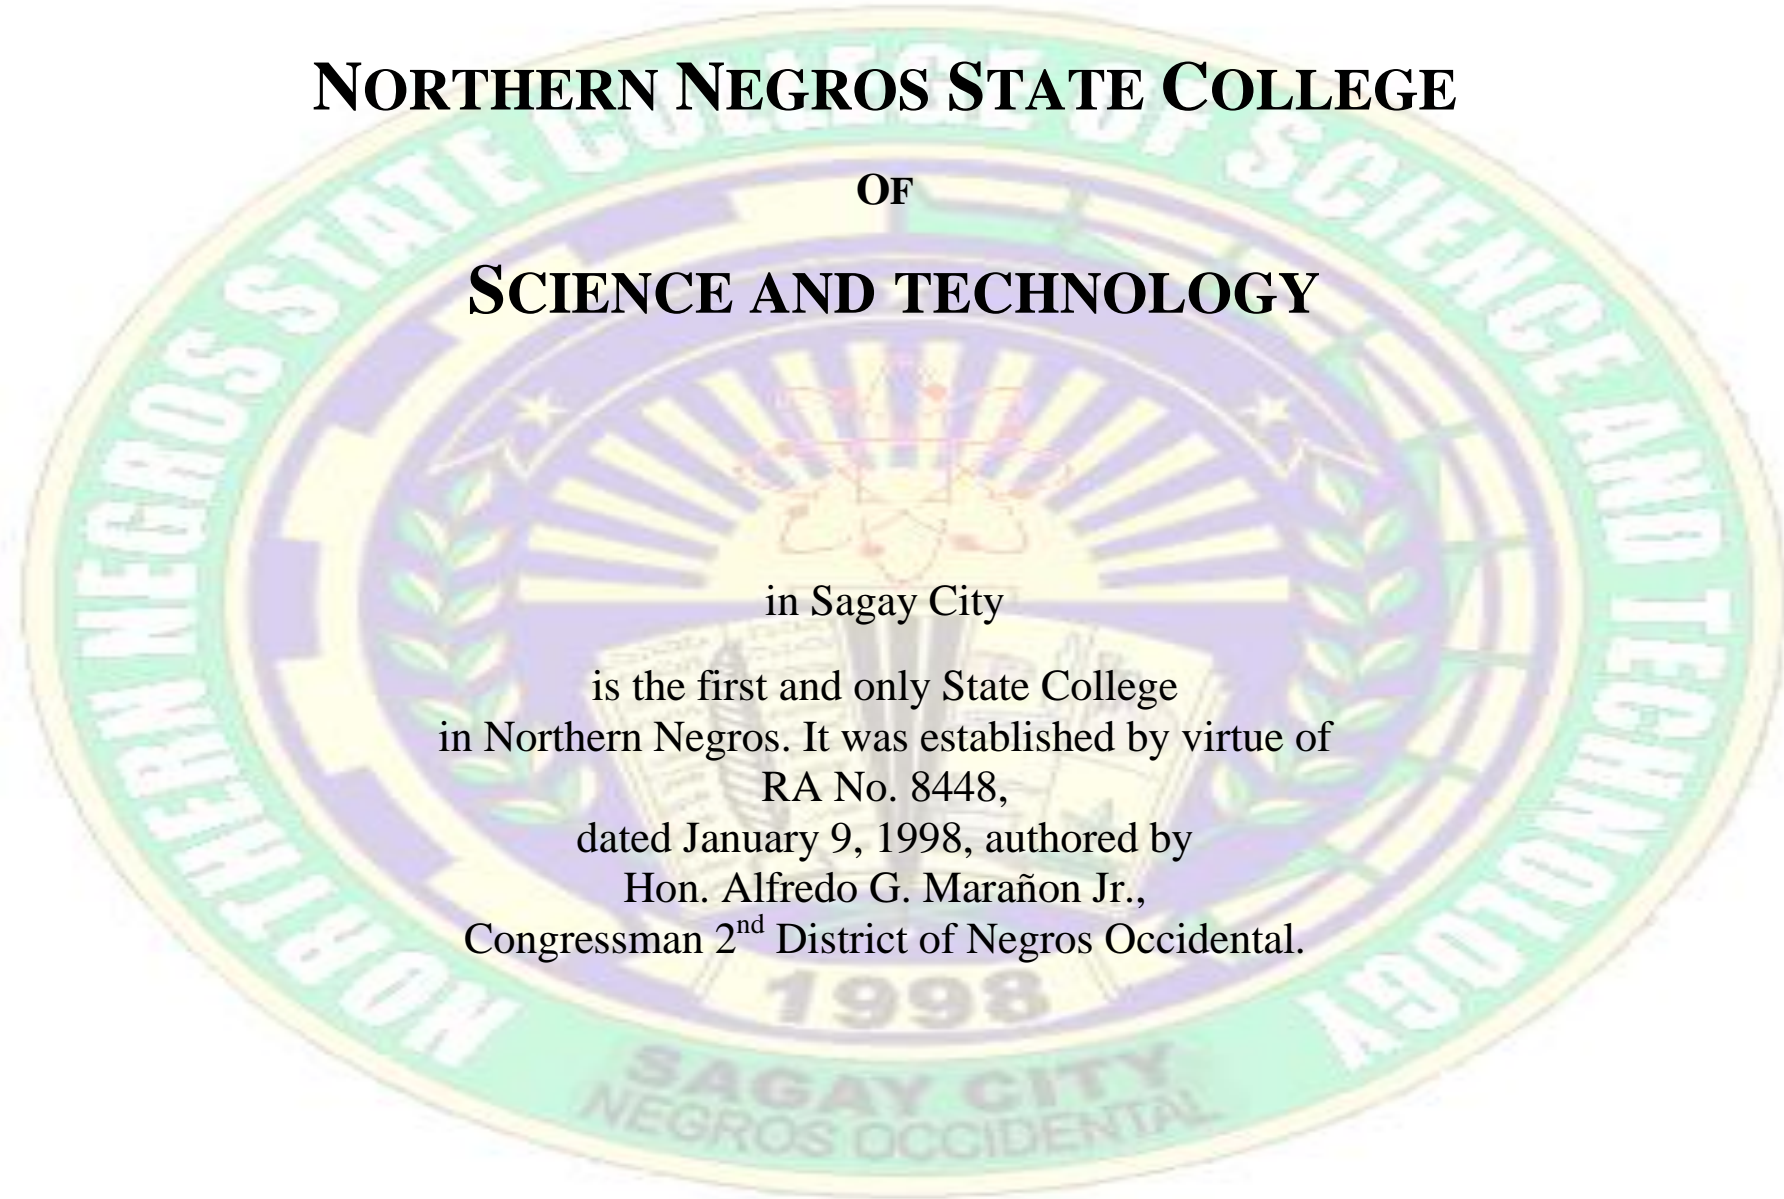 NORTHERN NEGROS STATE COLLEGE
OF
SCIENCE AND TECHNOLOGY
in Sagay City
is the first and only State College
in Northern Negros. It was established by virtue of
RA No. 8448,
dated January 9, 1998, authored by
Hon. Alfredo G. Marañon Jr.,
Congressman 2nd District of Negros Occidental.
NORTHERN NEGROS STATE COLLEGE OF SCIENCE AND TECHNOLOGY
1998
SAGAY CITY
NEGROS OCCIDENTAL